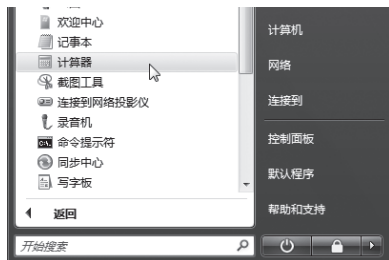 欢迎中心
记事本
计算器
截图工具
连接到网络投影仪
录音机
命令提示符
同步中心
写字板
返回
开始搜索
计算机
网络
连接到
控制面板
默认程序
帮助和支持